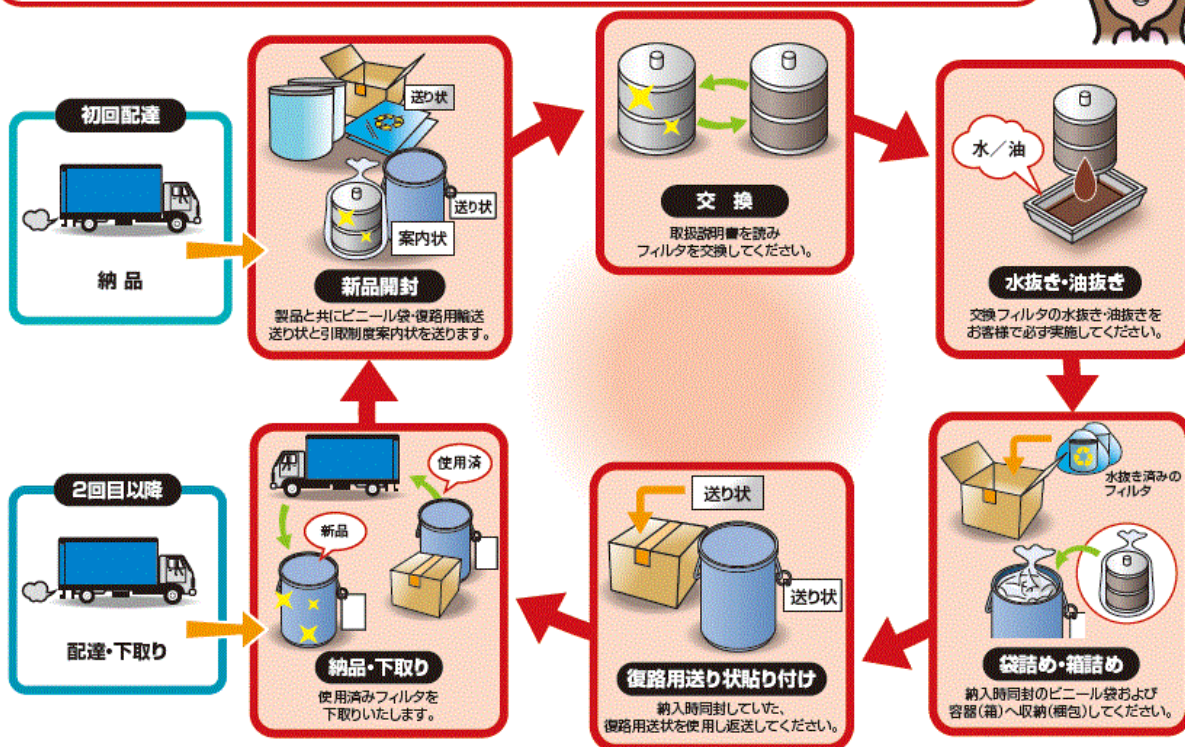 初回配達
納品
送り状
送り状
案内状
新品開封
製品と共にビニール袋・復路用輸送
送り状と引取制度案内状を送ります。
交換
取扱説明書を読み
フィルタを交換してください。
水／油
水抜き・油抜き
交換フィルタの水抜き・油抜きを
お客様で必ず実施してください。
水抜き済みの
フィルタ
袋詰め・箱詰め
納入時同封のビニール袋および
容器(箱)へ収納(梱包)してください。
送り状
送り状
復路用送り状貼り付け
納入時同封していた、
復路用送状を使用し返送してください。
使用済
新品
納品・下取り
使用済みフィルタを
下取りいたします。
2回目以降
配達・下取り